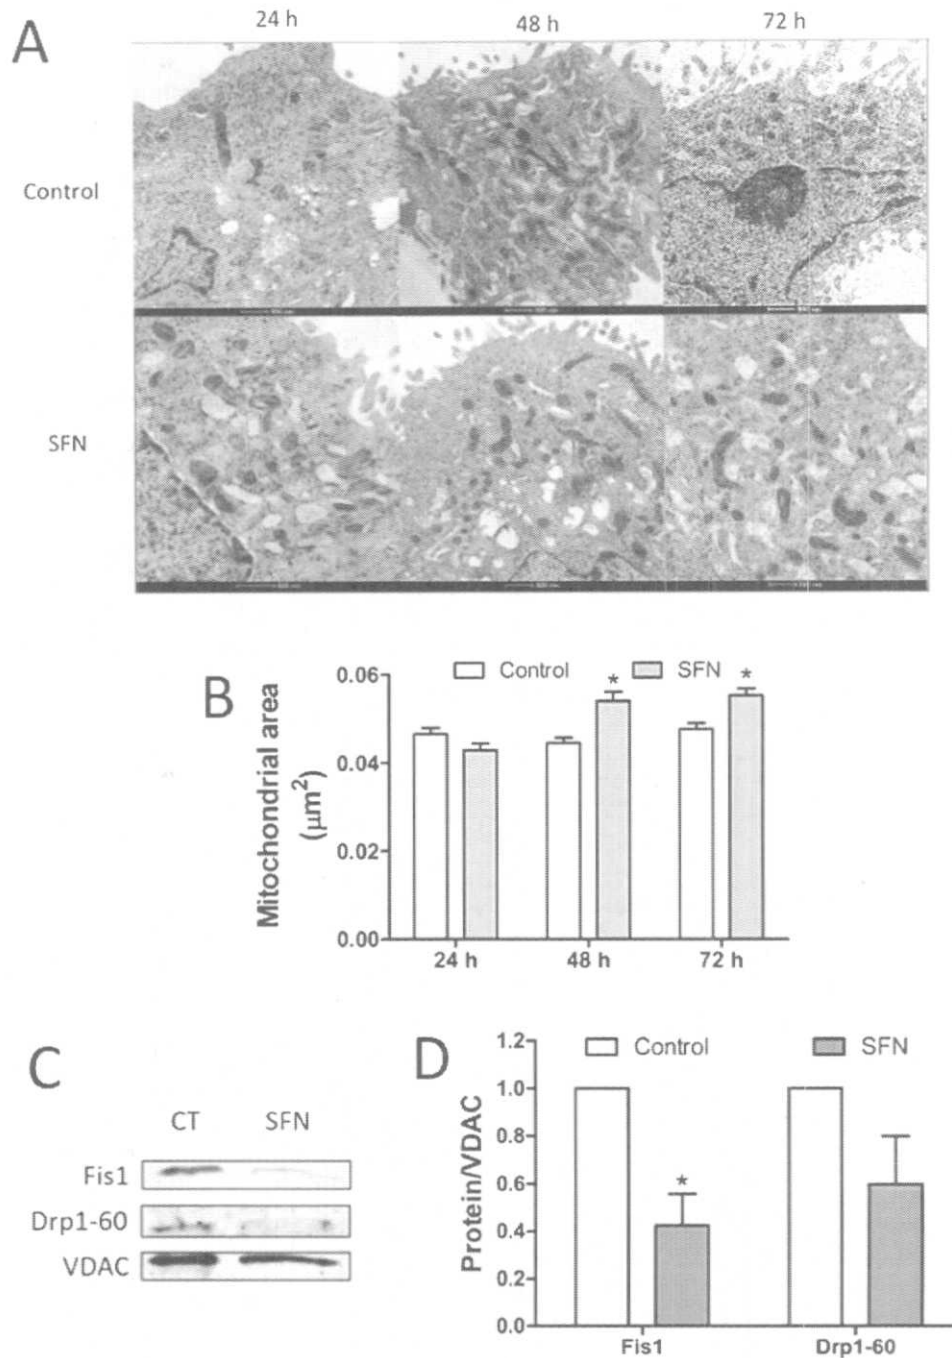 A
24 h 48 h 72 h
Control
SFN
B
Control SFN
Mitochondrial area
(μm²)
0.06
0.04
0.02
0.00
* *
24 h 48 h 72 h
C
CT SFN
Fis1
Drp1-60
VDAC
D
Control SFN
Protein/VDAC
1.2
1.0
0.8
0.6
0.4
0.2
0.0
*
Fis1 Drp1-60